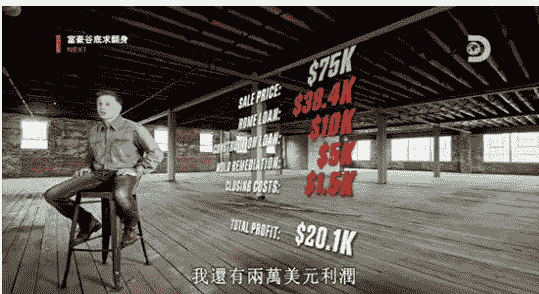 富豪谷底求翻身
NEXT
SALE PRICE: $75K
HOME LOAN: $38.4K
CONSTRUCTION LOAN: $10K
MOLD REMEDIATION: $5K
CLOSING COSTS: $1.5K
TOTAL PROFIT: $20.1K
我還有兩萬美元利潤